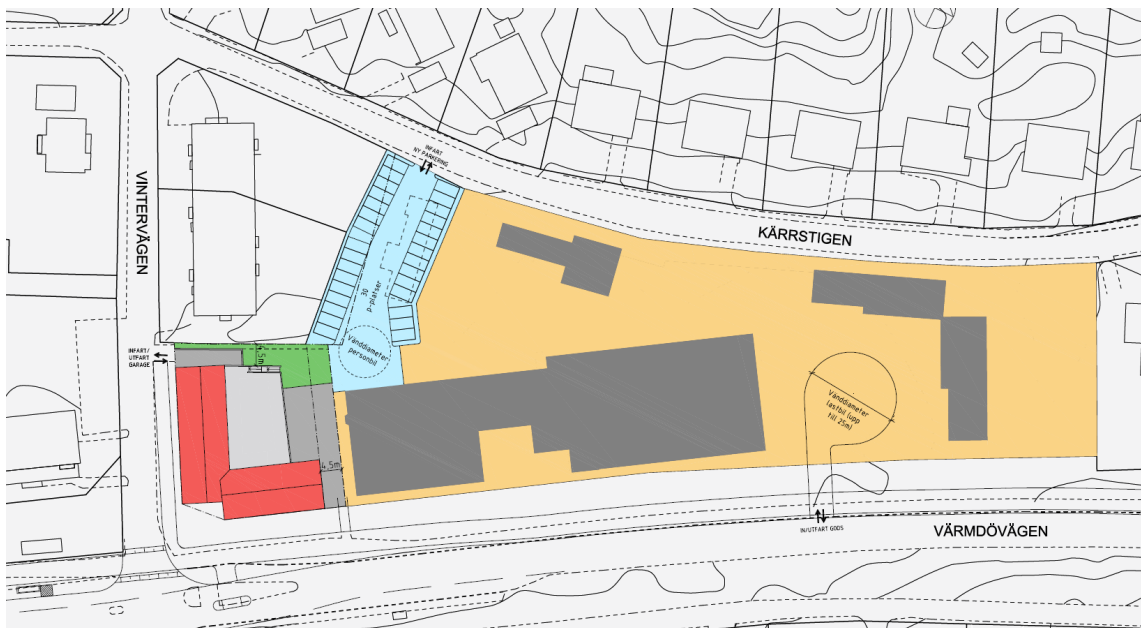 INFART
NY PARKERING
VINTERVÄGEN
KÄRRSTIGEN
30
p-platser
Vänddiameter
personbil
INFART/
UTFART
GARAGE
4.5m
Vänddiameter
lastbil (upp
till 25m)
4.5m
IN/UTFART GODS
VÄRMDÖVÄGEN